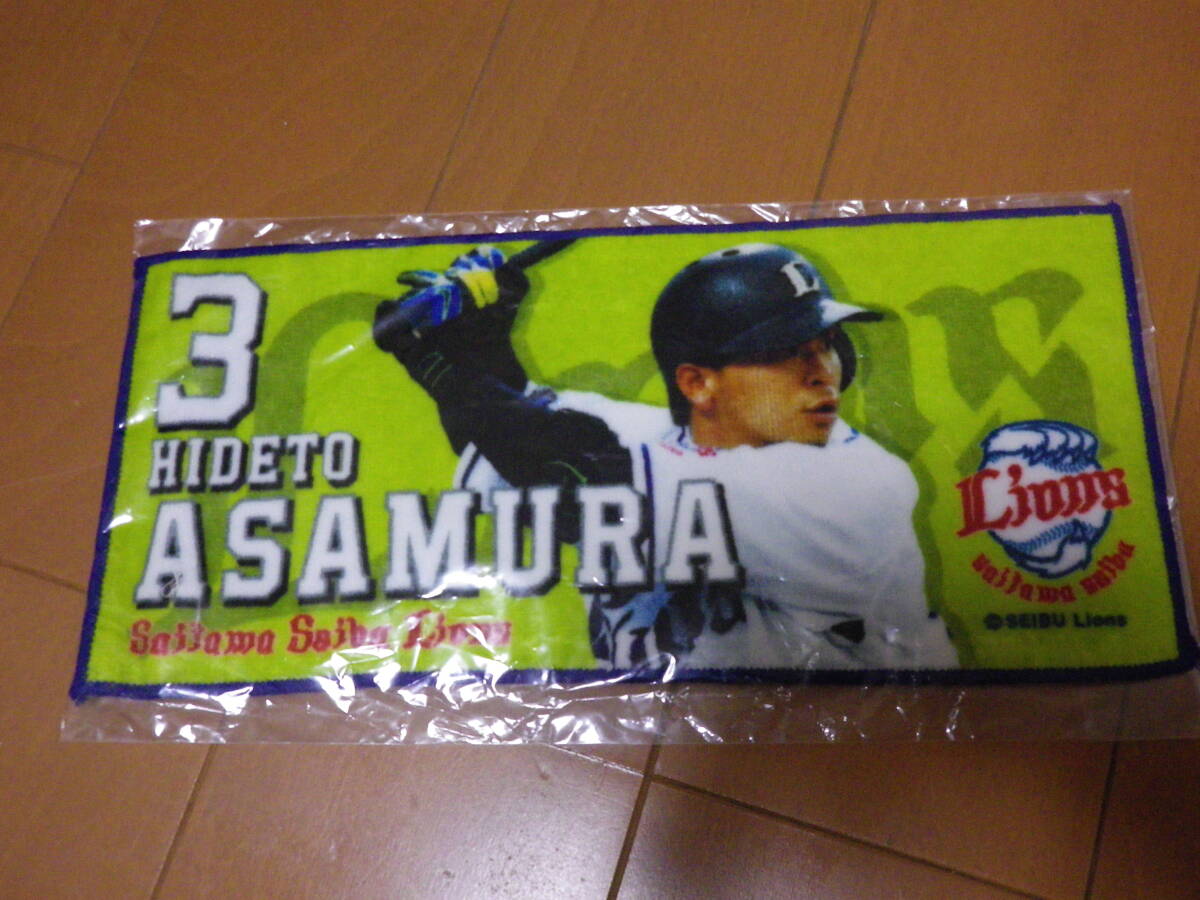 3
HIDETO
ASAMURA
Saitama Seibu Lions
L
Lions
saitama seibu
©SEIBU Lions